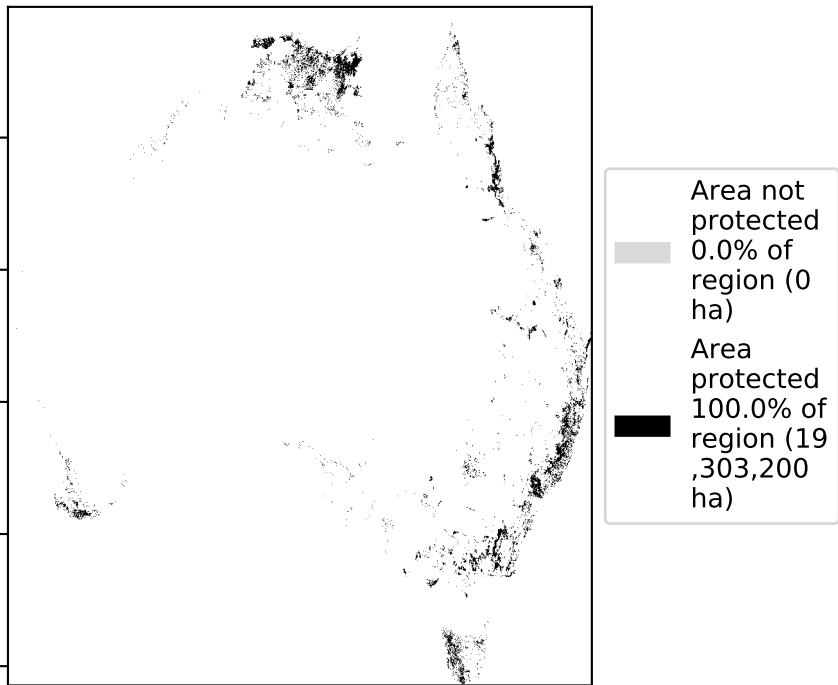 Area not
protected
0.0% of
region (0
ha)
Area
protected
100.0% of
region (19
,303,200
ha)